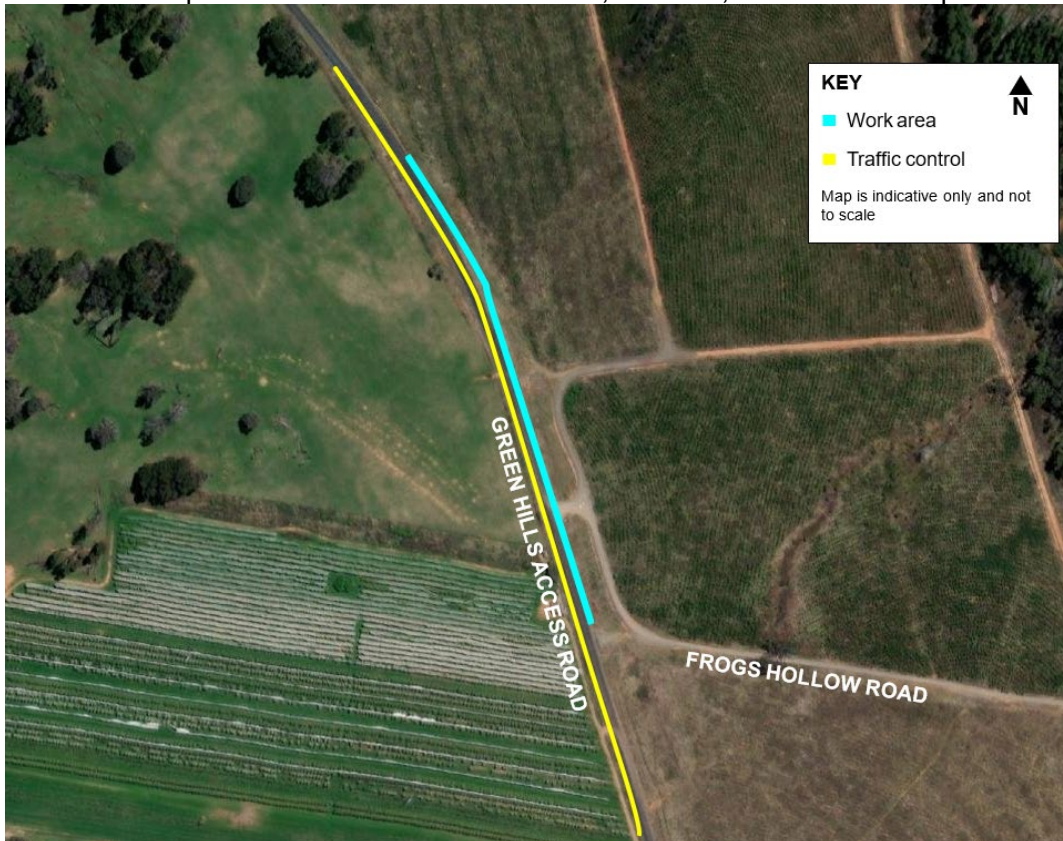 KEY
N
Work area
Traffic control
Map is indicative only and not
to scale
GREEN HILLS ACCESS ROAD
FROGS HOLLOW ROAD